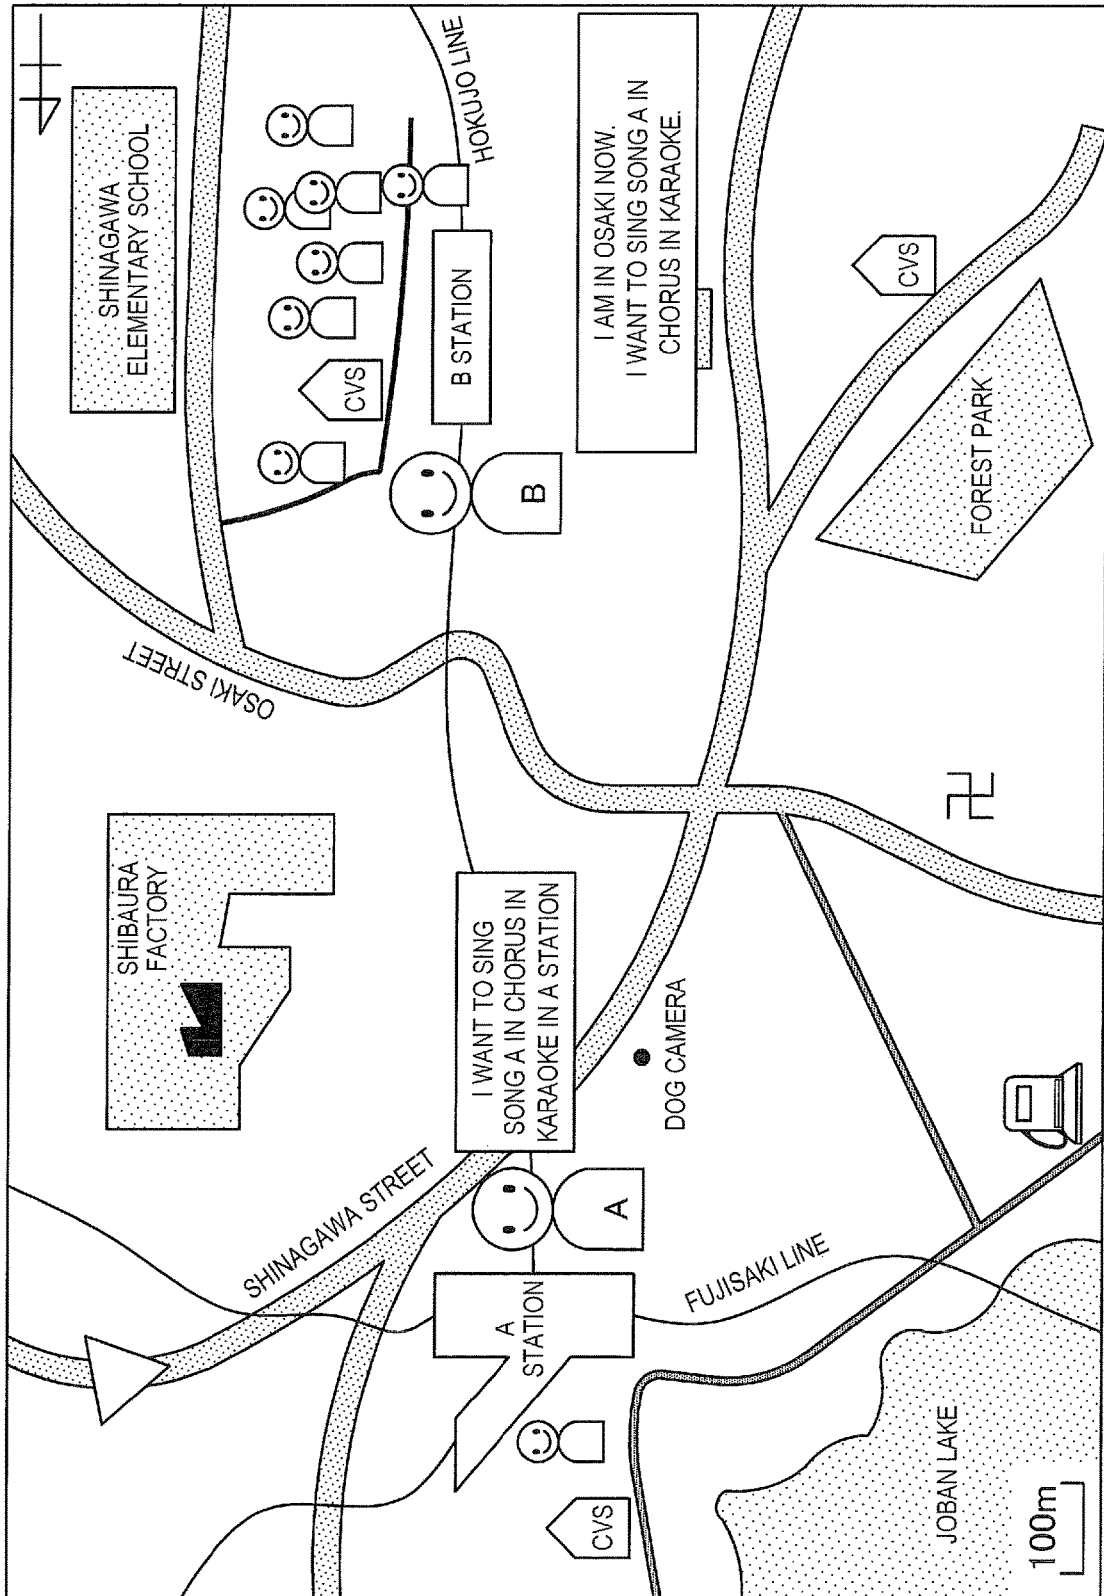 SHINAGAWA
ELEMENTARY SCHOOL
OSAKI STREET
SHIBAURA
FACTORY
SHINAGAWA STREET
CVS
HOKUJO LINE
B STATION
B
I WANT TO SING
SONG A IN CHORUS IN
KARAOKE IN A STATION
A
A
STATION
CVS
I AM IN OSAKI NOW.
I WANT TO SING SONG A IN
CHORUS IN KARAOKE.
DOG CAMERA
FUJISAKI LINE
CVS
FOREST PARK
JOBAN LAKE
100m